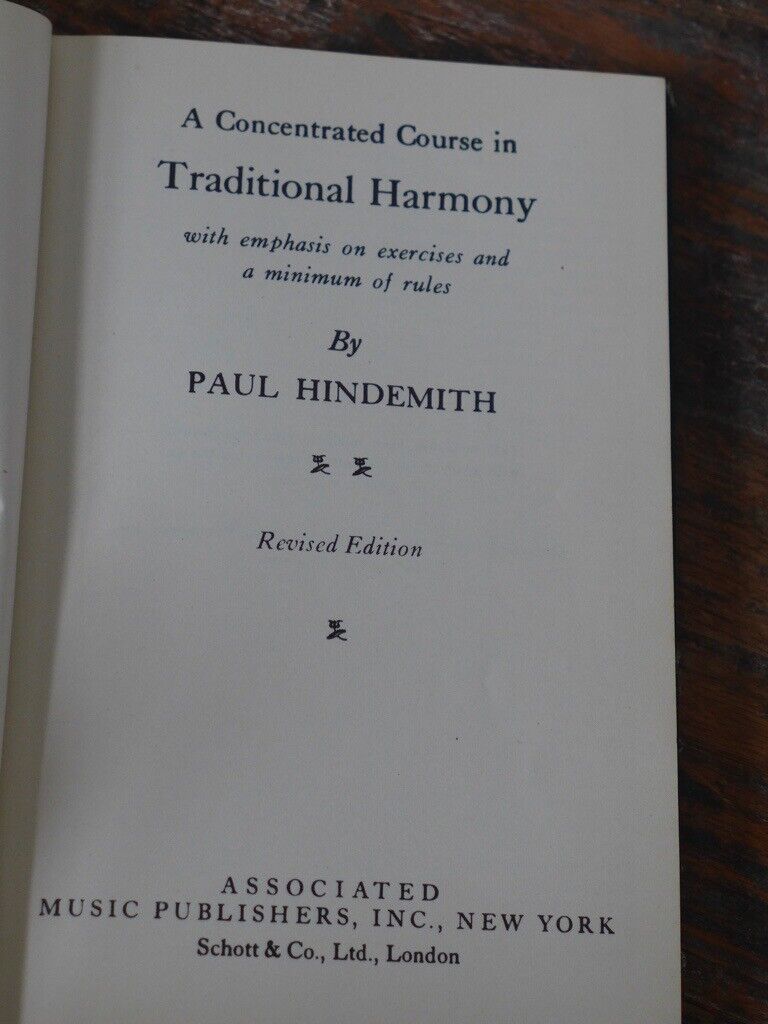 A Concentrated Course in
Traditional Harmony
with emphasis on exercises and
a minimum of rules
By
PAUL HINDEMITH
Revised Edition
ASSOCIATED
MUSIC PUBLISHERS, INC., NEW YORK
Schott & Co., Ltd., London